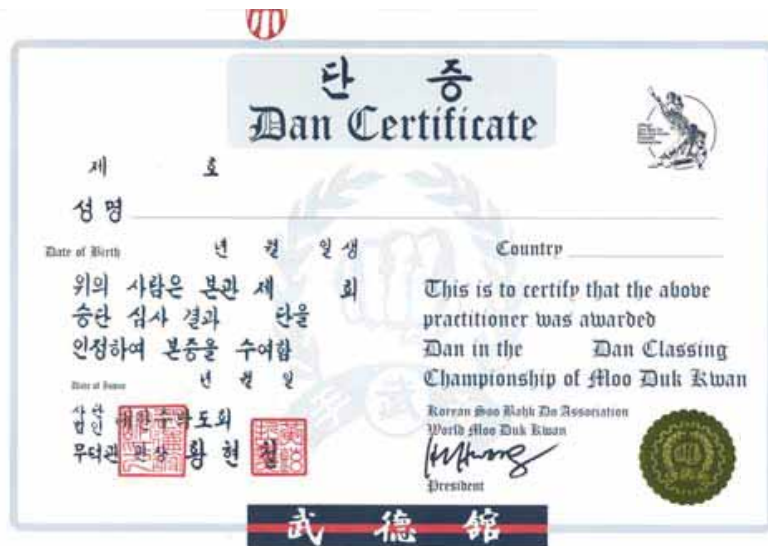 단 증
Dan Certificate
제 호
성명
Date of Birth 년 월 일생
Country
위의 사람은 본관 제 회
승단 심사 결과 단을
인정하여 본증을 수여함
Date of Issue 년 월 일
사단
법인 대한수박도회
무덕관 관장 황현철
This is to certify that the above
practitioner was awarded
Dan in the Dan Classing
Championship of Moo Duk Kwan
Korean Soo Bahk Do Association
World Moo Duk Kwan
President
武德館